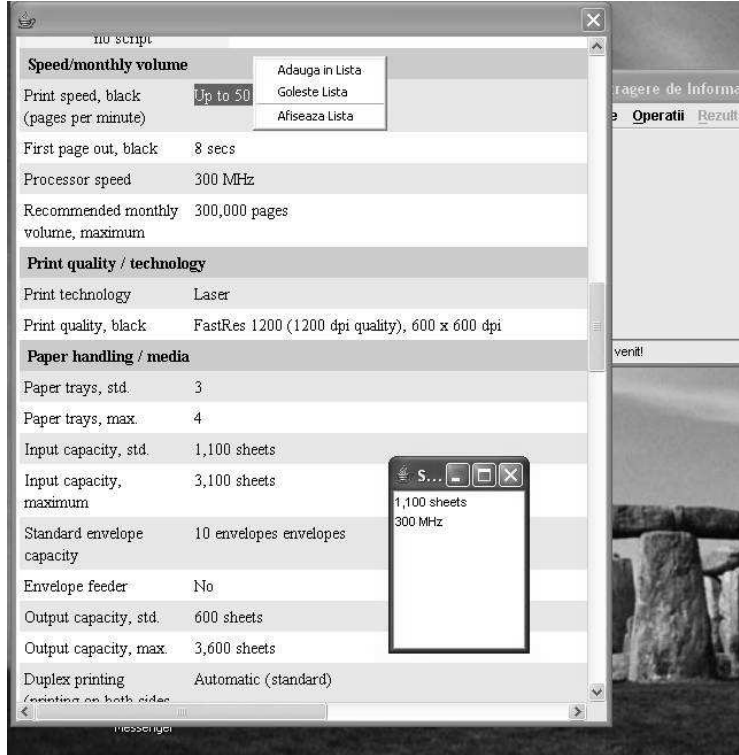 no script
Speed/monthly volume
Adauga in Lista
Goleste Lista
Afiseaza Lista
Print speed, black
(pages per minute)
Up to 50
First page out, black 8 secs
Processor speed 300 MHz
Recommended monthly
volume, maximum
300,000 pages
Print quality / technology
Print technology Laser
Print quality, black FastRes 1200 (1200 dpi quality), 600 x 600 dpi
Paper handling / media
Paper trays, std. 3
Paper trays, max. 4
Input capacity, std. 1,100 sheets
Input capacity,
maximum
3,100 sheets
Standard envelope
capacity
10 envelopes envelopes
Envelope feeder No
Output capacity, std. 600 sheets
Output capacity, max. 3,600 sheets
Duplex printing
(printing on both sides
Automatic (standard)
S...
1,100 sheets
300 MHz
tragere de Informa
e Operatii Rezult
venit!
Messenger